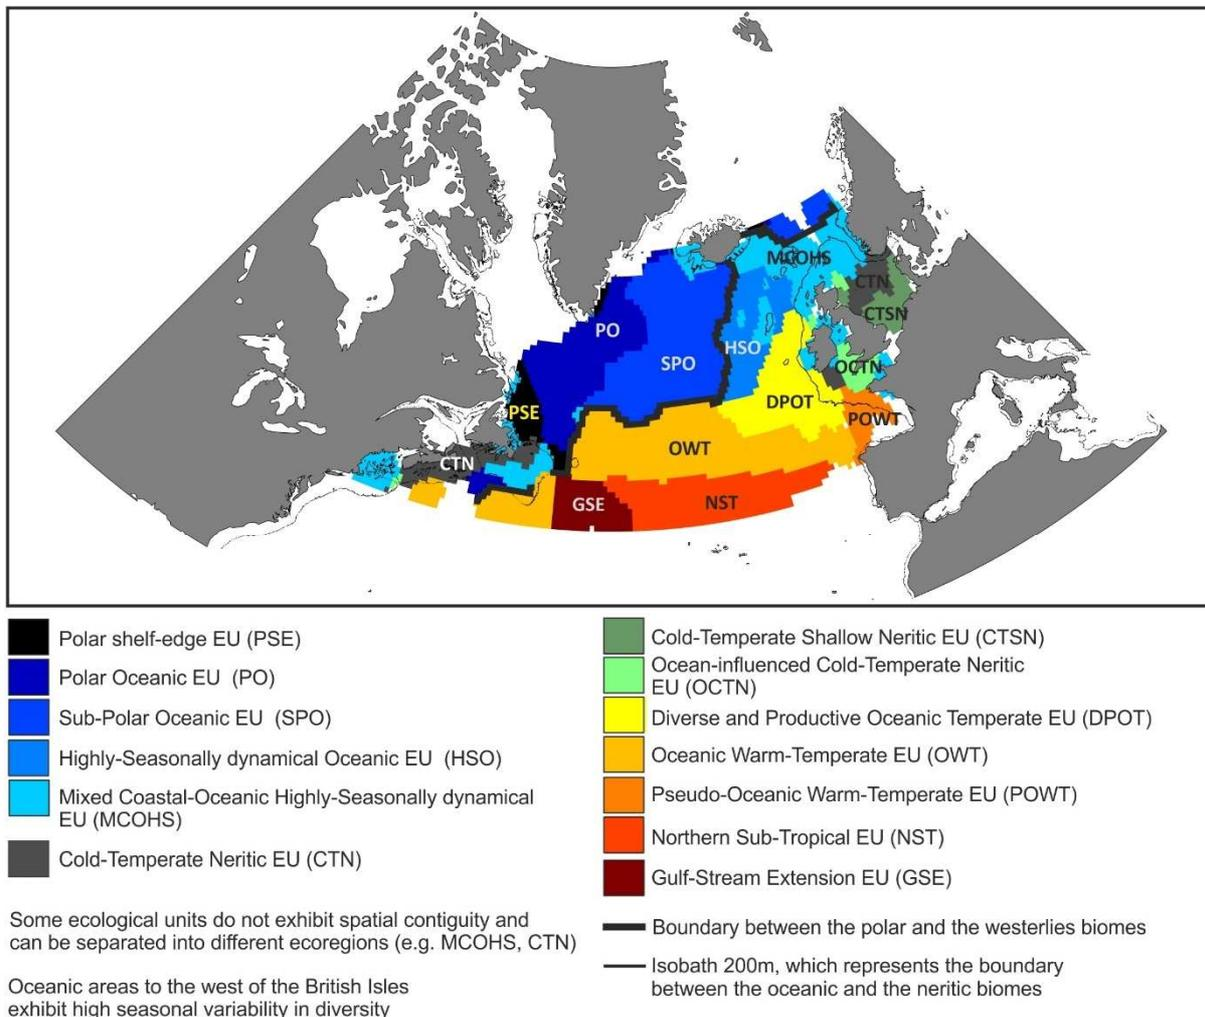 MCOHS
CTN
CTSN
PO
HSO
SPO
OCTN
DPOT
POWT
PSE
OWT
CTN
GSE
NST
Polar shelf-edge EU (PSE)
Polar Oceanic EU (PO)
Sub-Polar Oceanic EU (SPO)
Highly-Seasonally dynamical Oceanic EU (HSO)
Mixed Coastal-Oceanic Highly-Seasonally dynamical
EU (MCOHS)
Cold-Temperate Neritic EU (CTN)
Some ecological units do not exhibit spatial contiguity and
can be separated into different ecoregions (e.g. MCOHS, CTN)
Oceanic areas to the west of the British Isles
exhibit high seasonal variability in diversity
Cold-Temperate Shallow Neritic EU (CTSN)
Ocean-influenced Cold-Temperate Neritic
EU (OCTN)
Diverse and Productive Oceanic Temperate EU (DPOT)
Oceanic Warm-Temperate EU (OWT)
Pseudo-Oceanic Warm-Temperate EU (POWT)
Northern Sub-Tropical EU (NST)
Gulf-Stream Extension EU (GSE)
Boundary between the polar and the westerlies biomes
Isobath 200m, which represents the boundary
between the oceanic and the neritic biomes